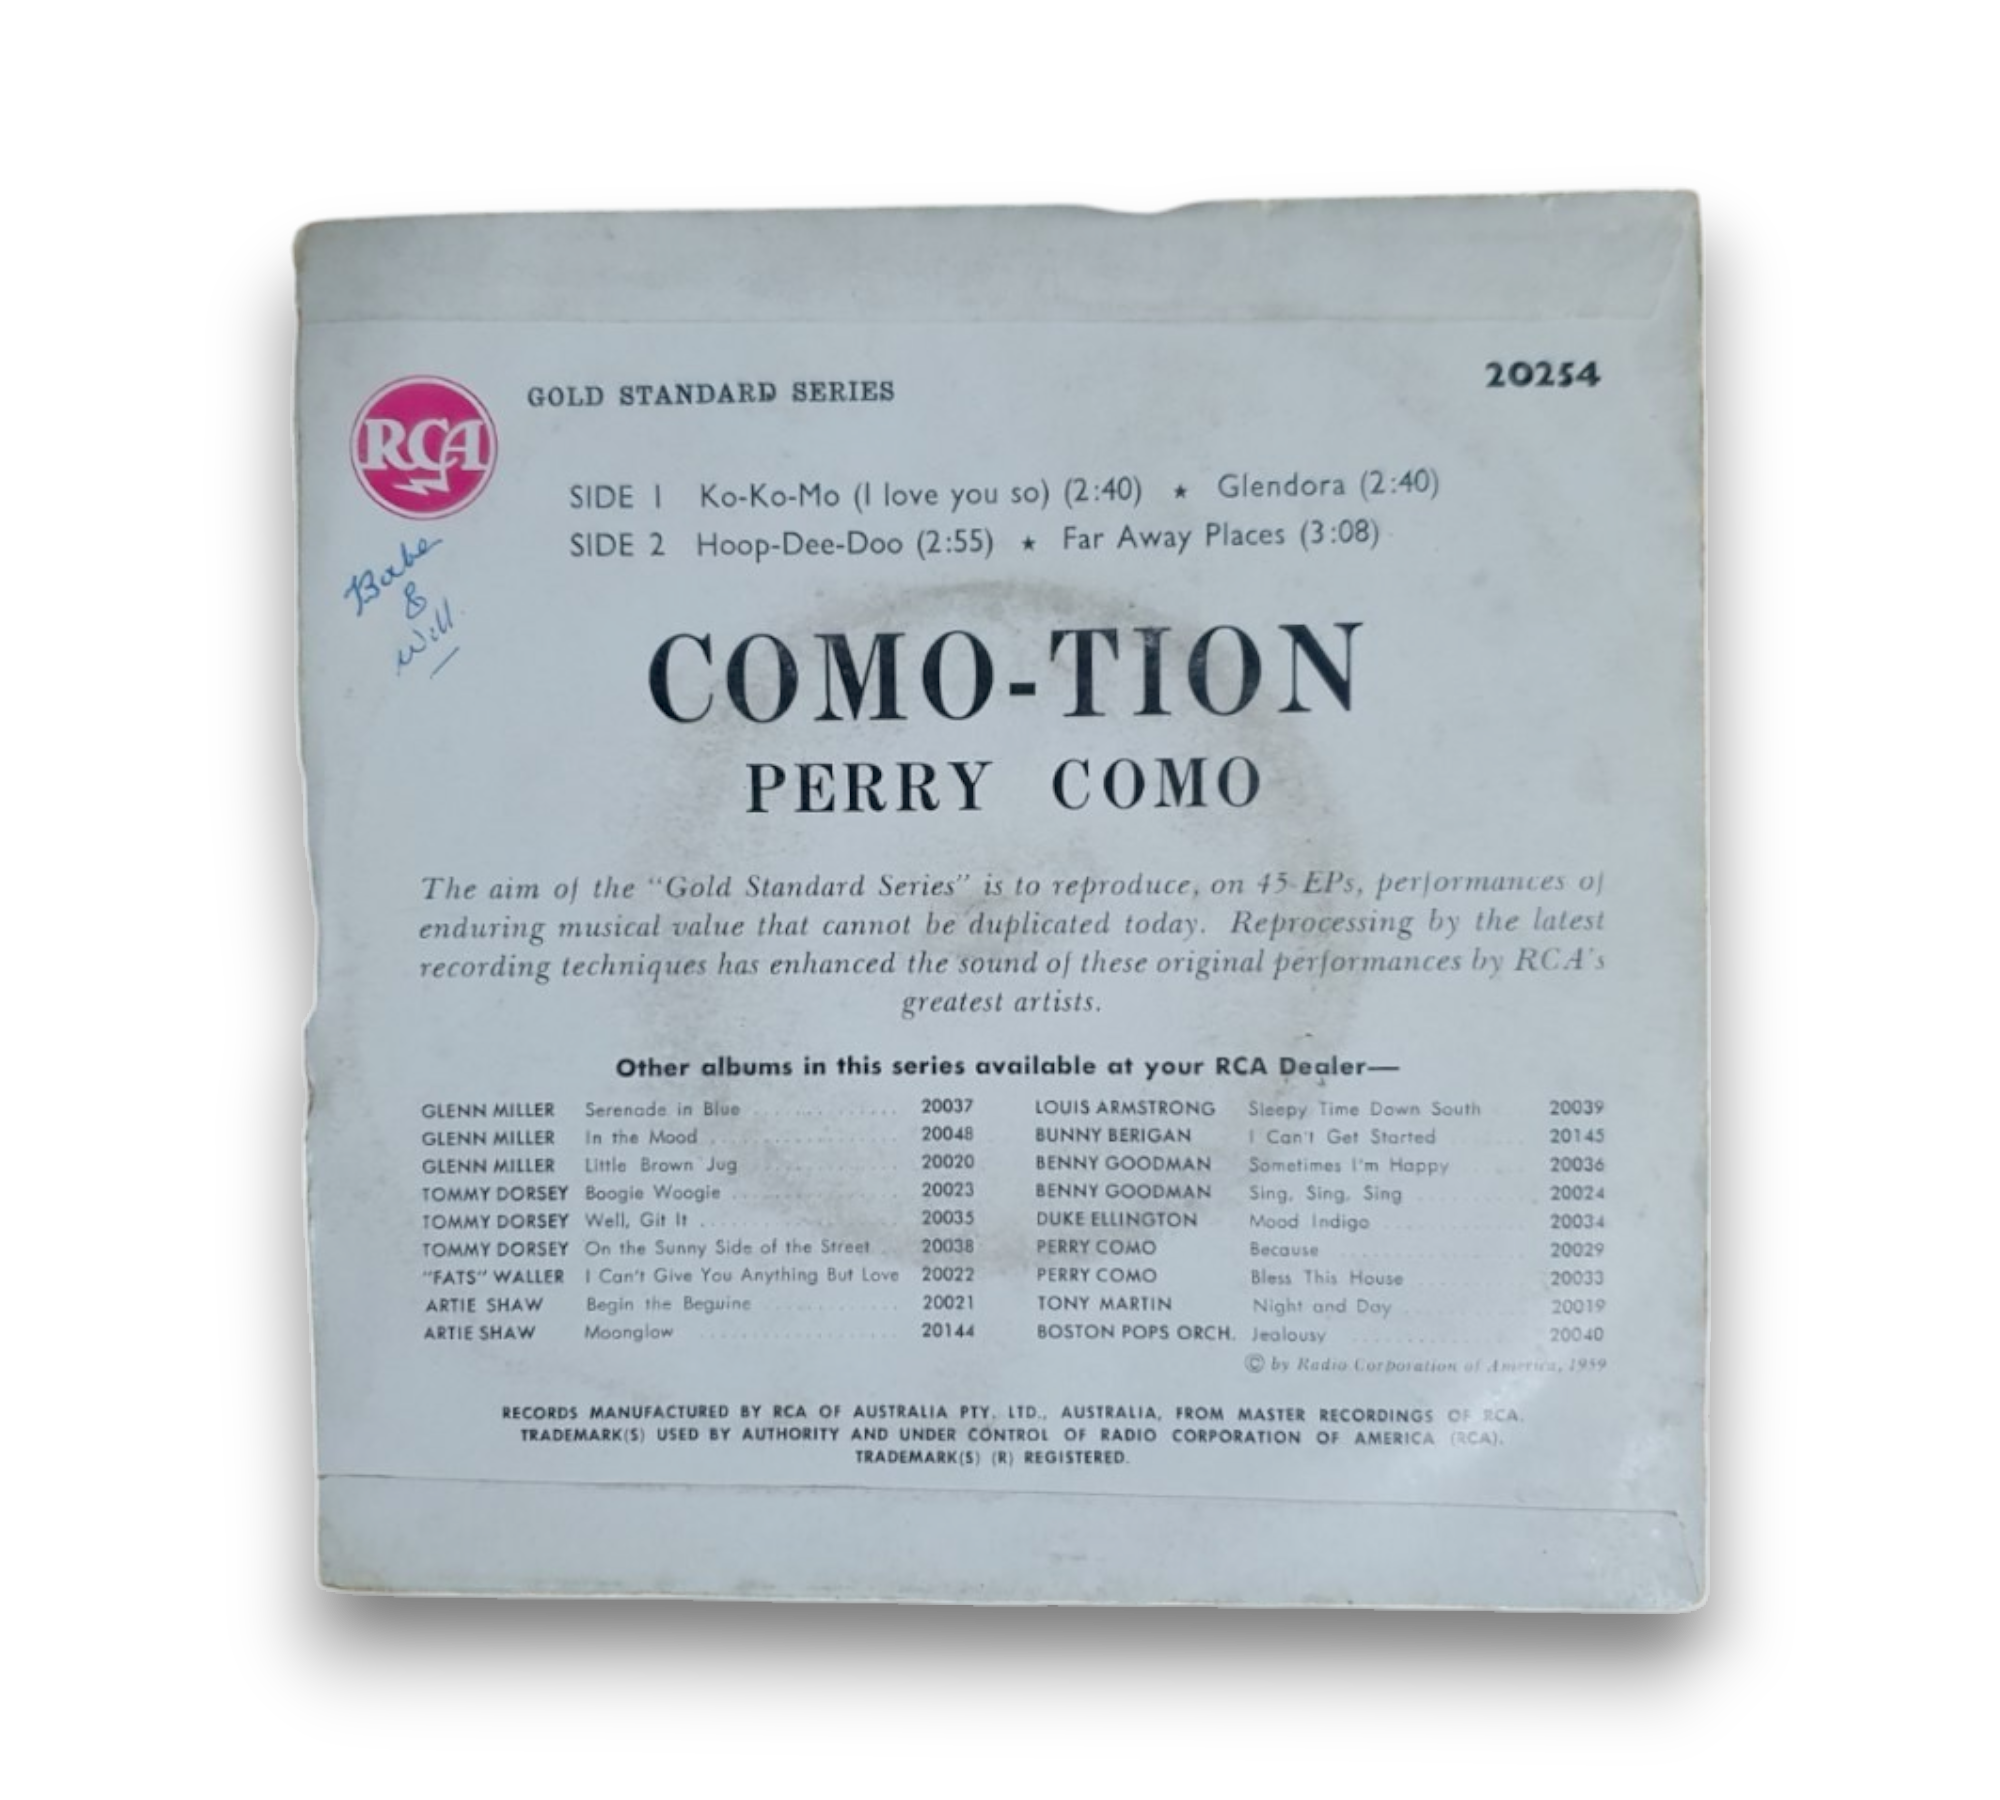 GOLD STANDARD SERIES
20254
RCA
SIDE 1 Ko-Ko-Mo (I love you so) (2:40) ★ Glendora (2:40)
SIDE 2 Hoop-Dee-Doo (2:55) ★ Far Away Places (3:08)
Babe
&
Will.
COMO-TION
PERRY COMO
The aim of the "Gold Standard Series" is to reproduce, on 45 EPs, performances of
enduring musical value that cannot be duplicated today. Reprocessing by the latest
recording techniques has enhanced the sound of these original performances by RCA's
greatest artists.
Other albums in this series available at your RCA Dealer—
GLENN MILLER Serenade in Blue 20037
GLENN MILLER In the Mood 20048
GLENN MILLER Little Brown Jug 20020
TOMMY DORSEY Boogie Woogie 20023
TOMMY DORSEY Well, Git It 20035
TOMMY DORSEY On the Sunny Side of the Street 20038
"FATS" WALLER I Can't Give You Anything But Love 20022
ARTIE SHAW Begin the Beguine 20021
ARTIE SHAW Moonglow 20144
LOUIS ARMSTRONG Sleepy Time Down South 20039
BUNNY BERIGAN I Can't Get Started 20145
BENNY GOODMAN Sometimes I'm Happy 20036
BENNY GOODMAN Sing, Sing, Sing 20024
DUKE ELLINGTON Mood Indigo 20034
PERRY COMO Because 20029
PERRY COMO Bless This House 20033
TONY MARTIN Night and Day 20019
BOSTON POPS ORCH. Jealousy 20040
© by Radio Corporation of America, 1959
RECORDS MANUFACTURED BY RCA OF AUSTRALIA PTY. LTD., AUSTRALIA, FROM MASTER RECORDINGS OF RCA.
TRADEMARK(S) USED BY AUTHORITY AND UNDER CONTROL OF RADIO CORPORATION OF AMERICA (RCA).
TRADEMARK(S) (R) REGISTERED.